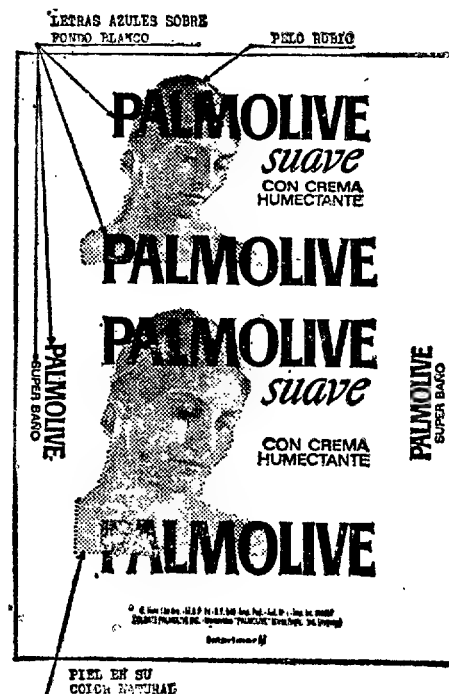 LETRAS AZULES SOBRE
FONDO BLANCO
PELO RUBIO
PALMOLIVE
suave
CON CREMA
HUMECTANTE
PALMOLIVE
PALMOLIVE
suave
CON CREMA
HUMECTANTE
PALMOLIVE
PALMOLIVE
SUPER BAÑO
PALMOLIVE
SUPER BAÑO
PIEL EN SU
COLOR NATURAL